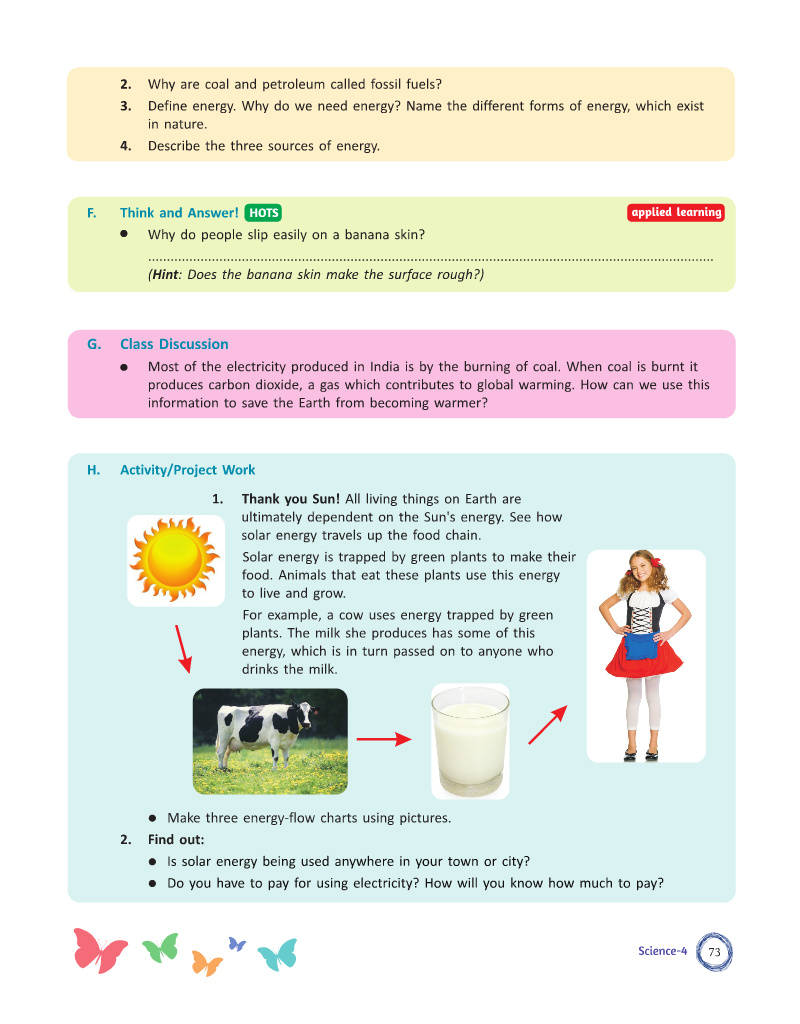 2. Why are coal and petroleum called fossil fuels?
3. Define energy. Why do we need energy? Name the different forms of energy, which exist
in nature.
4. Describe the three sources of energy.
F. Think and Answer! HOTS applied learning
● Why do people slip easily on a banana skin?
...........................................................................................................................................................
(Hint: Does the banana skin make the surface rough?)
G. Class Discussion
● Most of the electricity produced in India is by the burning of coal. When coal is burnt it
produces carbon dioxide, a gas which contributes to global warming. How can we use this
information to save the Earth from becoming warmer?
H. Activity/Project Work
1. Thank you Sun! All living things on Earth are
ultimately dependent on the Sun's energy. See how
solar energy travels up the food chain.
Solar energy is trapped by green plants to make their
food. Animals that eat these plants use this energy
to live and grow.
For example, a cow uses energy trapped by green
plants. The milk she produces has some of this
energy, which is in turn passed on to anyone who
drinks the milk.
● Make three energy-flow charts using pictures.
2. Find out:
● Is solar energy being used anywhere in your town or city?
● Do you have to pay for using electricity? How will you know how much to pay?
Science-4 73